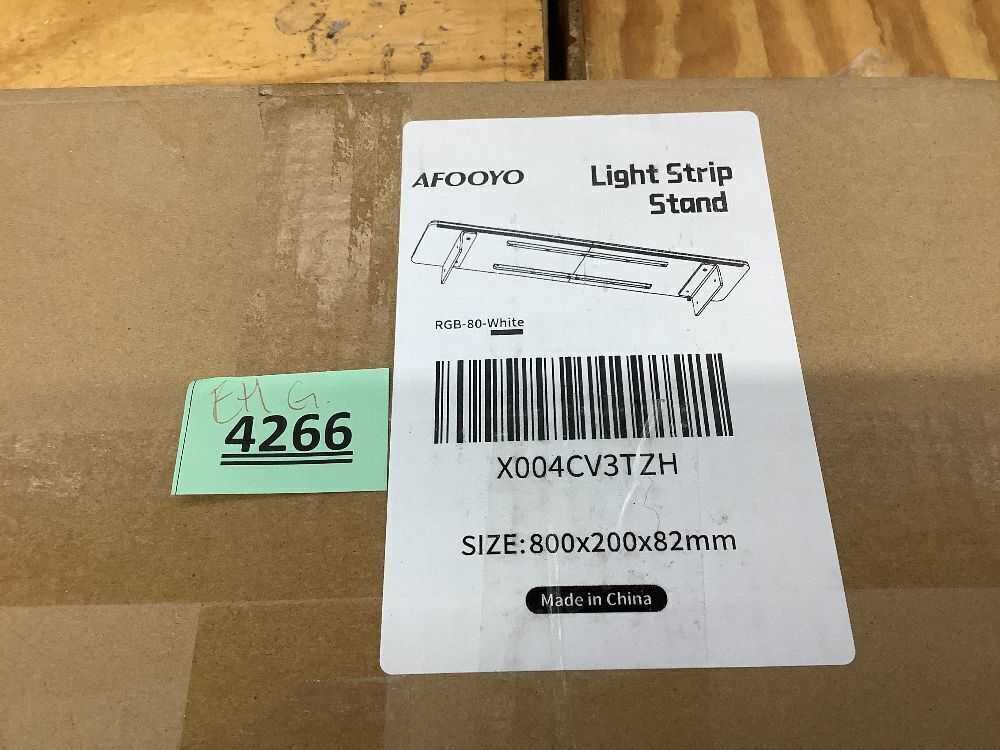 AFOOYO
Light Strip
Stand
RGB-80-White
X004CV3TZH
SIZE:800x200x82mm
Made in China
4266